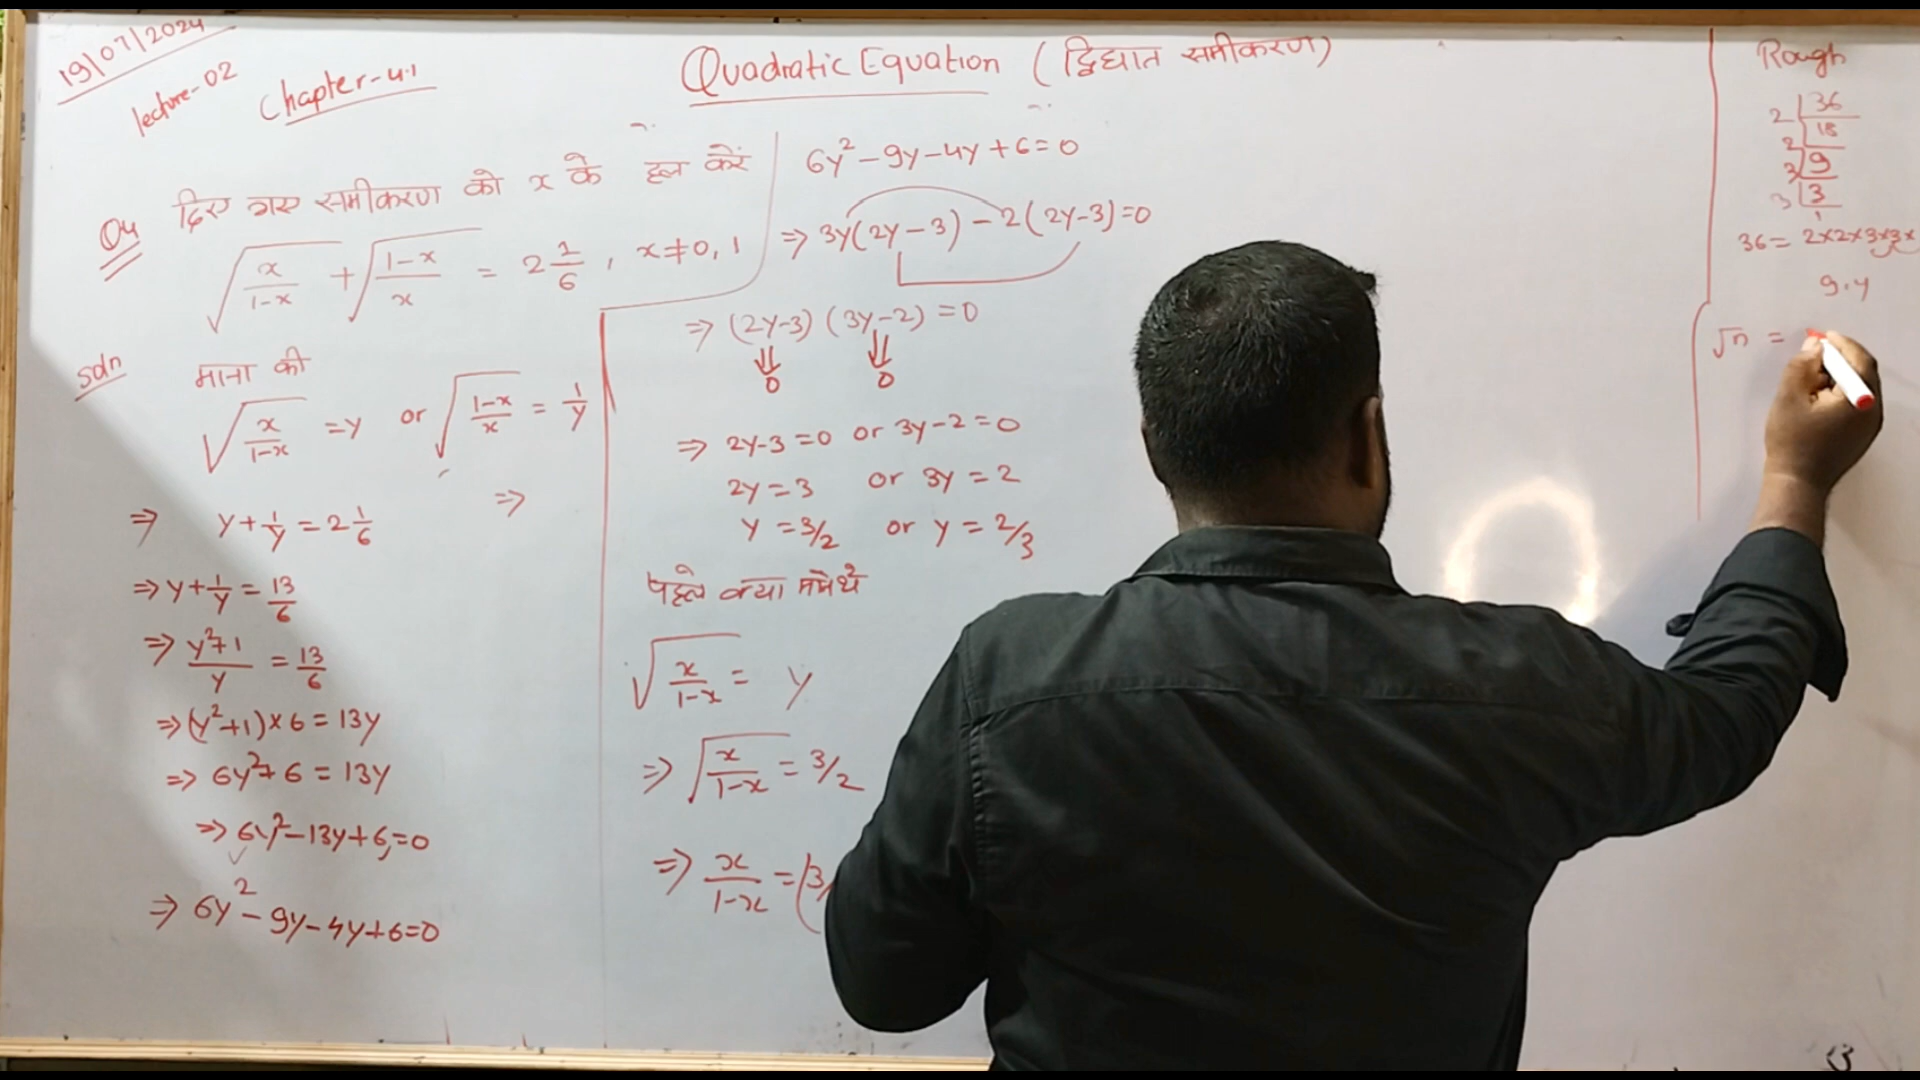 19/07/2024
lecture-02
Chapter-4.1
Quadratic Equation (द्विघात समीकरण)
Q4 दिए गए समीकरण को x के हल करें
√(x/(1-x)) + √((1-x)/x) = 2 1/6, x≠0, 1
Soln माना की
√(x/(1-x)) = y or √((1-x)/x) = 1/y
⇒ y + 1/y = 2 1/6 ⇒
⇒ y + 1/y = 13/6
⇒ (y²+1)/y = 13/6
⇒ (y²+1)×6 = 13y
⇒ 6y²+6 = 13y
⇒ 6y²-13y+6=0
⇒ 6y²-9y-4y+6=0
6y²-9y-4y+6=0
⇒ 3y(2y-3)-2(2y-3)=0
⇒ (2y-3)(3y-2)=0
⇓ ⇓
0 0
⇒ 2y-3=0 or 3y-2=0
2y=3 or 3y=2
y=3/2 or y=2/3
√(x/(1-x)) = y
⇒ √(x/(1-x)) = 3/2
⇒ x/(1-x) = (3/
Rough
2 | 36
2 | 18
3 | 9
3 | 3
1
36 = 2×2×3×3×
9.4
√n =